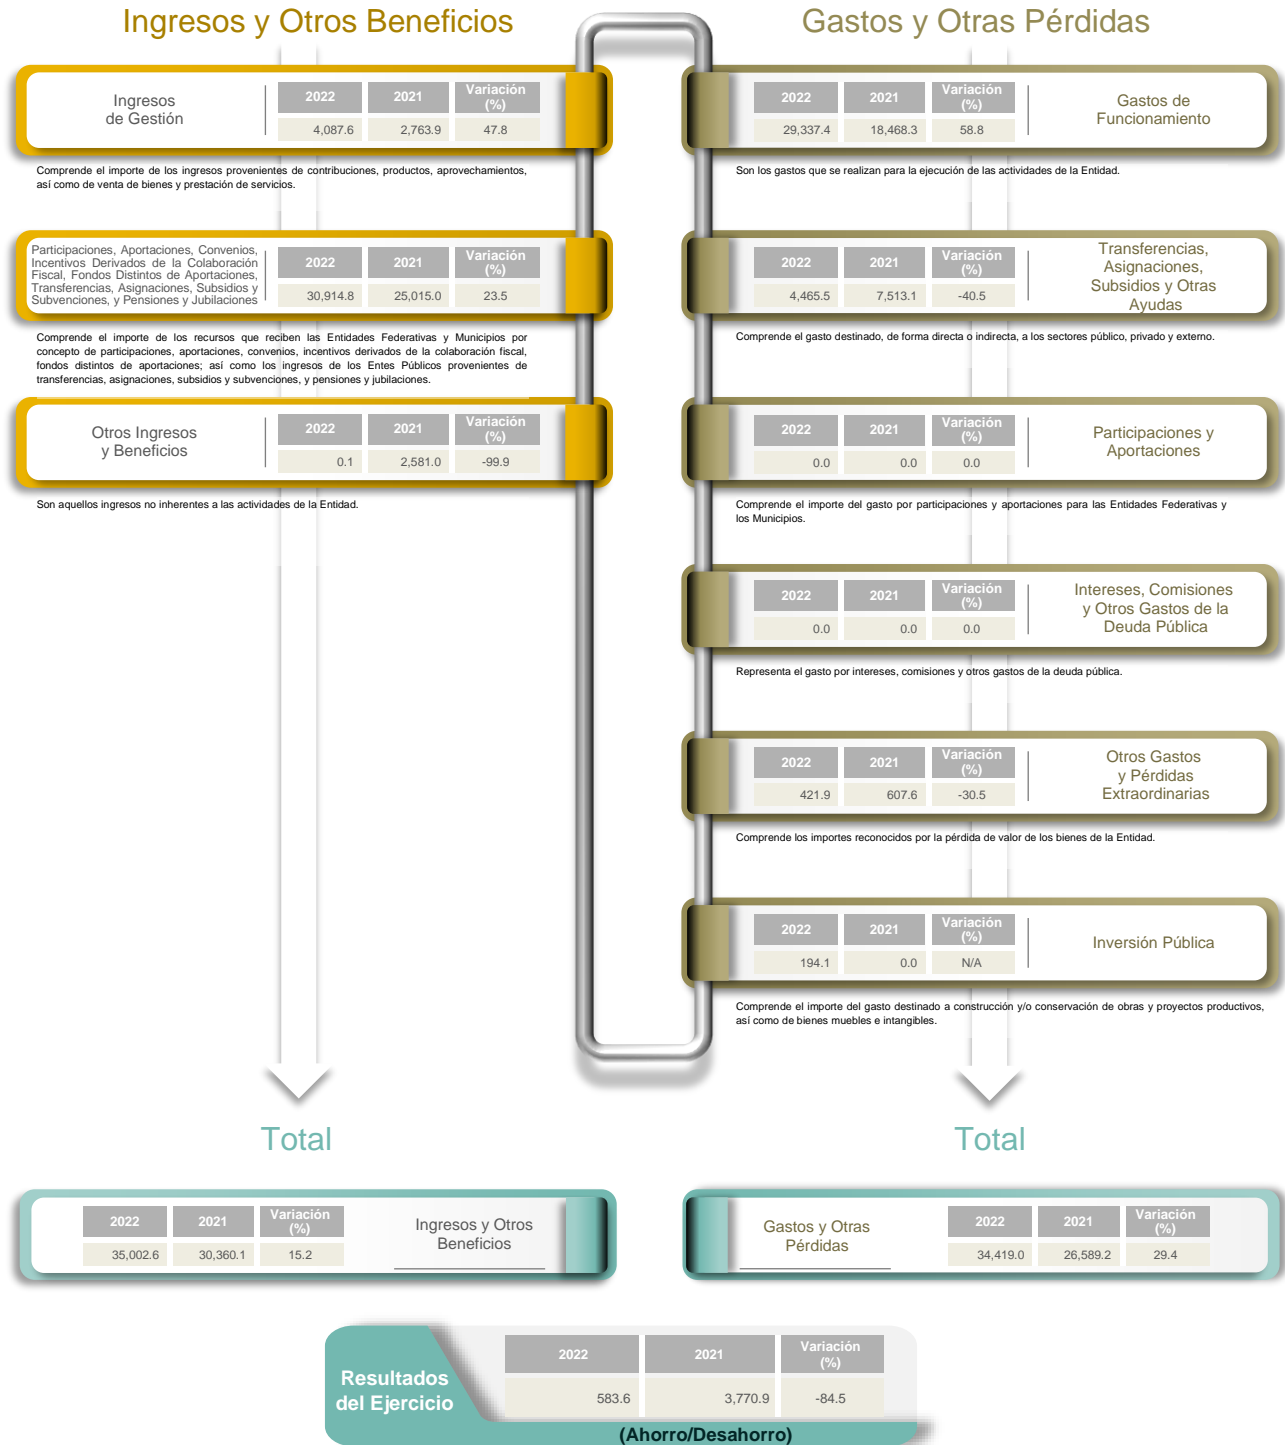 Ingresos y Otros Beneficios
Ingresos
de Gestión
2022 2021 Variación
(%)
4,087.6 2,763.9 47.8
Comprende el importe de los ingresos provenientes de contribuciones, productos, aprovechamientos,
así como de venta de bienes y prestación de servicios.
Participaciones, Aportaciones, Convenios,
Incentivos Derivados de la Colaboración
Fiscal, Fondos Distintos de Aportaciones,
Transferencias, Asignaciones, Subsidios y
Subvenciones, y Pensiones y Jubilaciones
2022 2021 Variación
(%)
30,914.8 25,015.0 23.5
Comprende el importe de los recursos que reciben las Entidades Federativas y Municipios por
concepto de participaciones, aportaciones, convenios, incentivos derivados de la colaboración fiscal,
fondos distintos de aportaciones; así como los ingresos de los Entes Públicos provenientes de
transferencias, asignaciones, subsidios y subvenciones, y pensiones y jubilaciones.
Otros Ingresos
y Beneficios
2022 2021 Variación
(%)
0.1 2,581.0 -99.9
Son aquellos ingresos no inherentes a las actividades de la Entidad.
Gastos y Otras Pérdidas
2022 2021 Variación
(%)
29,337.4 18,468.3 58.8
Gastos de
Funcionamiento
Son los gastos que se realizan para la ejecución de las actividades de la Entidad.
2022 2021 Variación
(%)
4,465.5 7,513.1 -40.5
Transferencias,
Asignaciones,
Subsidios y Otras
Ayudas
Comprende el gasto destinado, de forma directa o indirecta, a los sectores público, privado y externo.
2022 2021 Variación
(%)
0.0 0.0 0.0
Participaciones y
Aportaciones
Comprende el importe del gasto por participaciones y aportaciones para las Entidades Federativas y
los Municipios.
2022 2021 Variación
(%)
0.0 0.0 0.0
Intereses, Comisiones
y Otros Gastos de la
Deuda Pública
Representa el gasto por intereses, comisiones y otros gastos de la deuda pública.
2022 2021 Variación
(%)
421.9 607.6 -30.5
Otros Gastos
y Pérdidas
Extraordinarias
Comprende los importes reconocidos por la pérdida de valor de los bienes de la Entidad.
2022 2021 Variación
(%)
194.1 0.0 N/A
Inversión Pública
Comprende el importe del gasto destinado a construcción y/o conservación de obras y proyectos productivos,
así como de bienes muebles e intangibles.
Total
2022 2021 Variación
(%)
35,002.6 30,360.1 15.2
Ingresos y Otros
Beneficios
Total
Gastos y Otras
Pérdidas
2022 2021 Variación
(%)
34,419.0 26,589.2 29.4
Resultados
del Ejercicio
2022 2021 Variación
(%)
583.6 3,770.9 -84.5
(Ahorro/Desahorro)